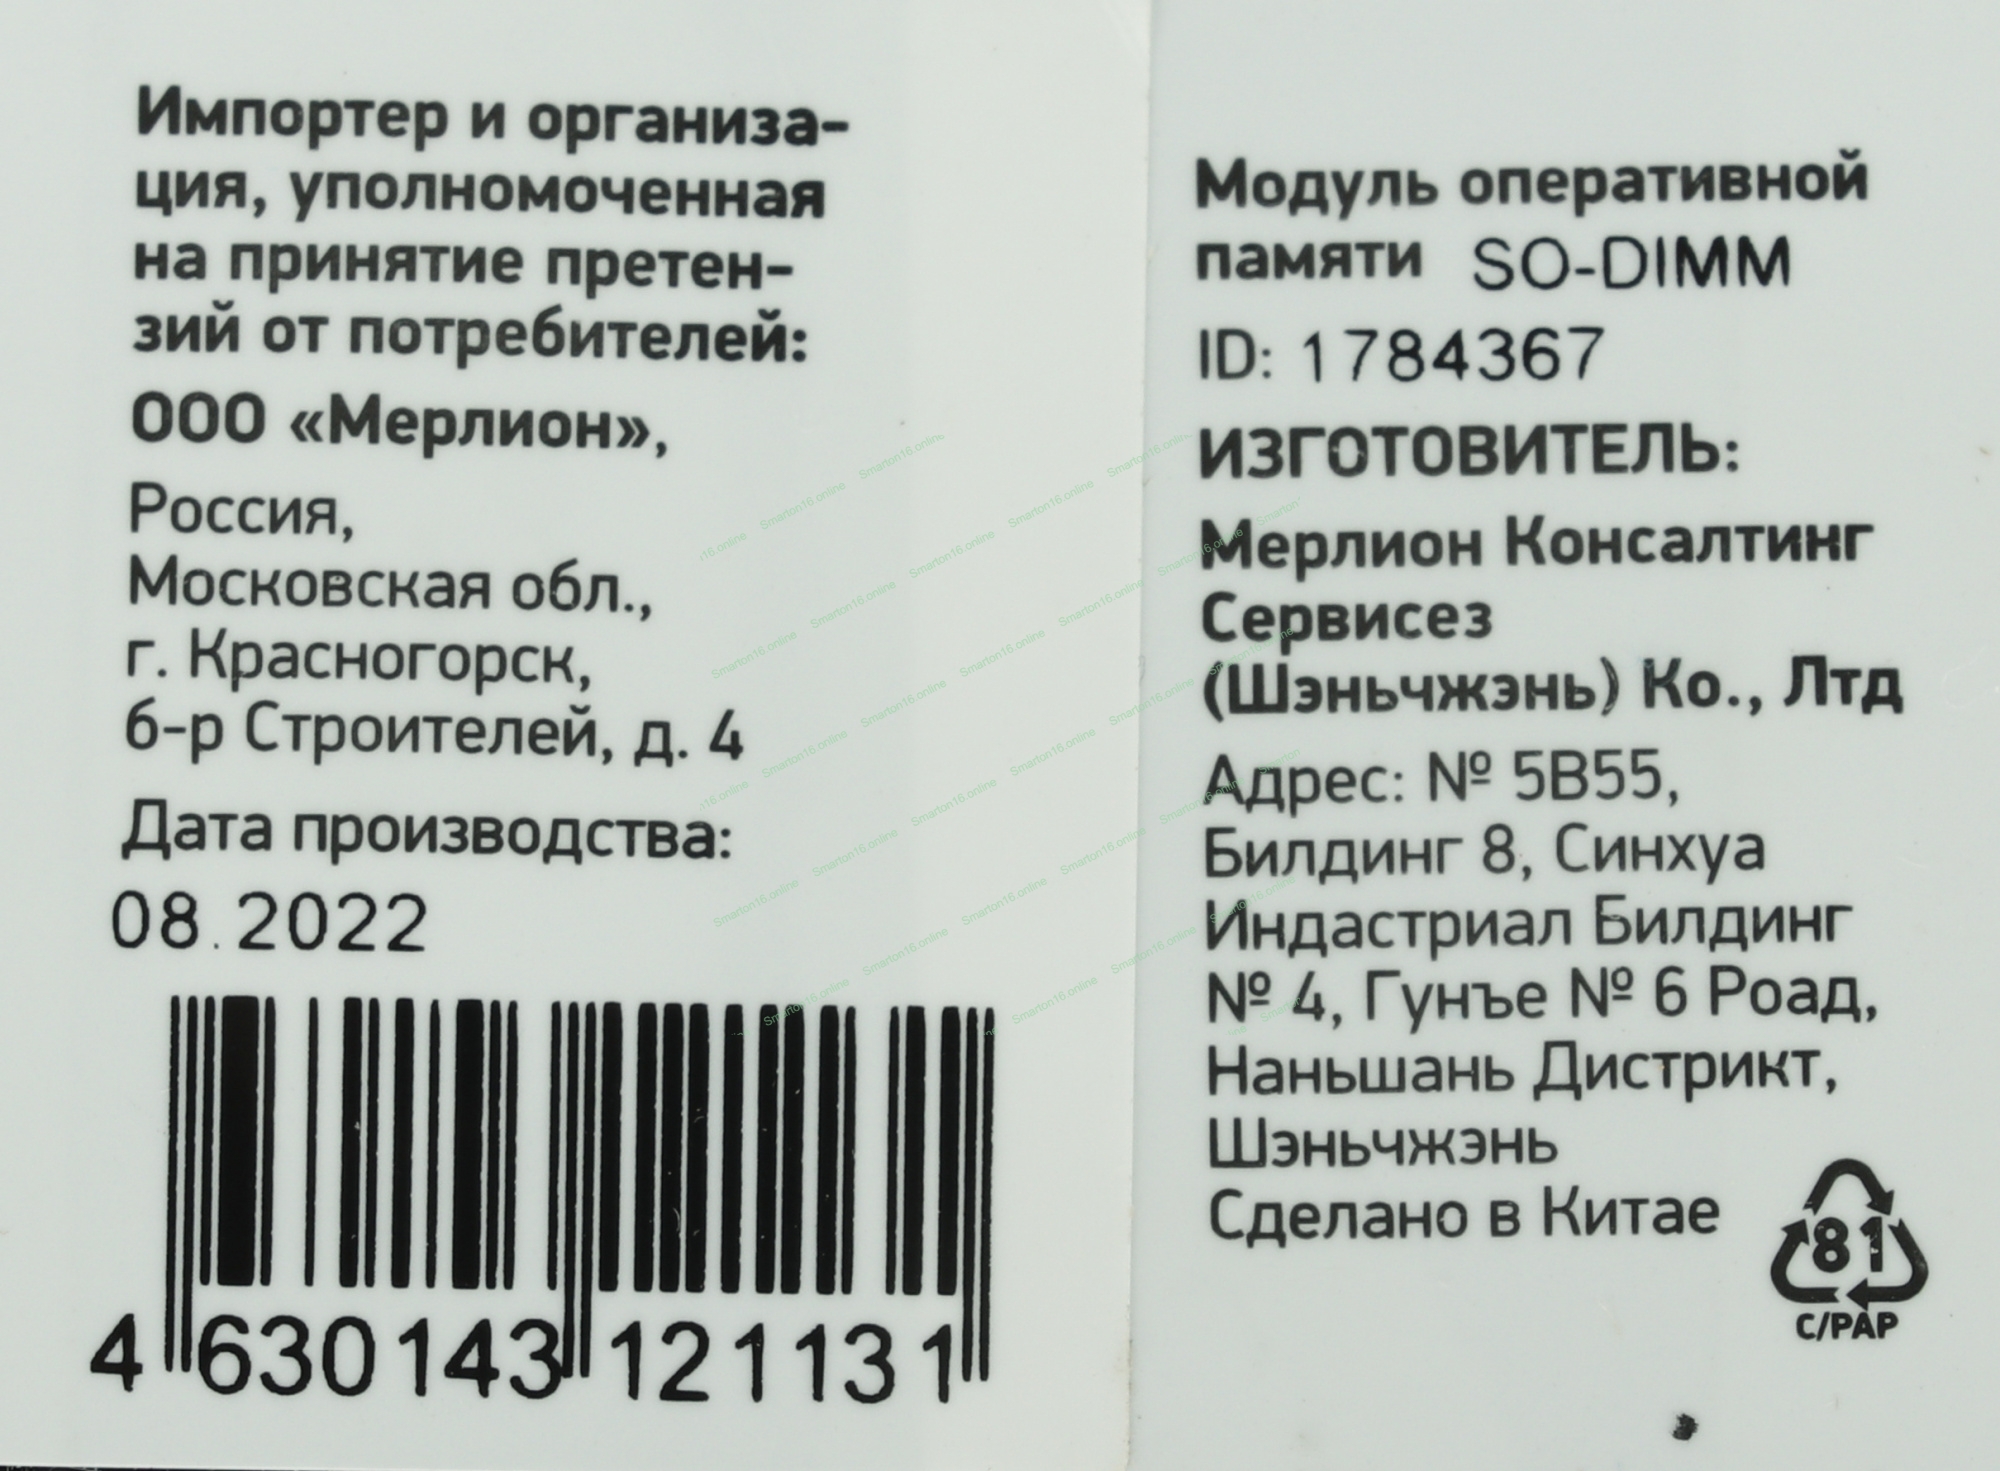 Импортер и организа-
ция, уполномоченная
на принятие претен-
зий от потребителей:
ООО «Мерлион»,
Россия,
Московская обл.,
г. Красногорск,
б-р Строителей, д. 4
Дата производства:
08.2022
4 630143 121131
Модуль оперативной
памяти SO-DIMM
ID: 1784367
ИЗГОТОВИТЕЛЬ:
Мерлион Консалтинг
Сервисез
(Шэньчжэнь) Ко., Лтд
Адрес: № 5В55,
Билдинг 8, Синхуа
Индастриал Билдинг
№ 4, Гунъе № 6 Роад,
Наньшань Дистрикт,
Шэньчжэнь
Сделано в Китае
81
C/PAP
Smarton16.online